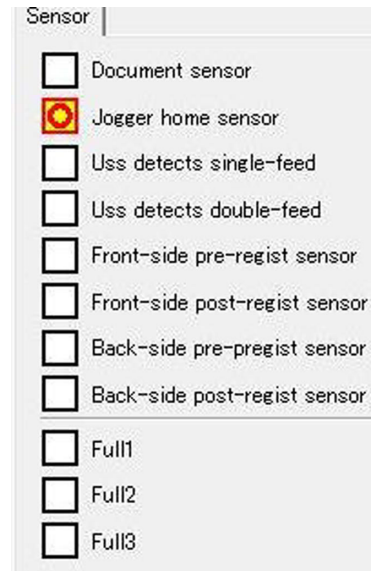 Sensor
Document sensor
Jogger home sensor
Uss detects single-feed
Uss detects double-feed
Front-side pre-regist sensor
Front-side post-regist sensor
Back-side pre-pregist sensor
Back-side post-regist sensor
Full1
Full2
Full3